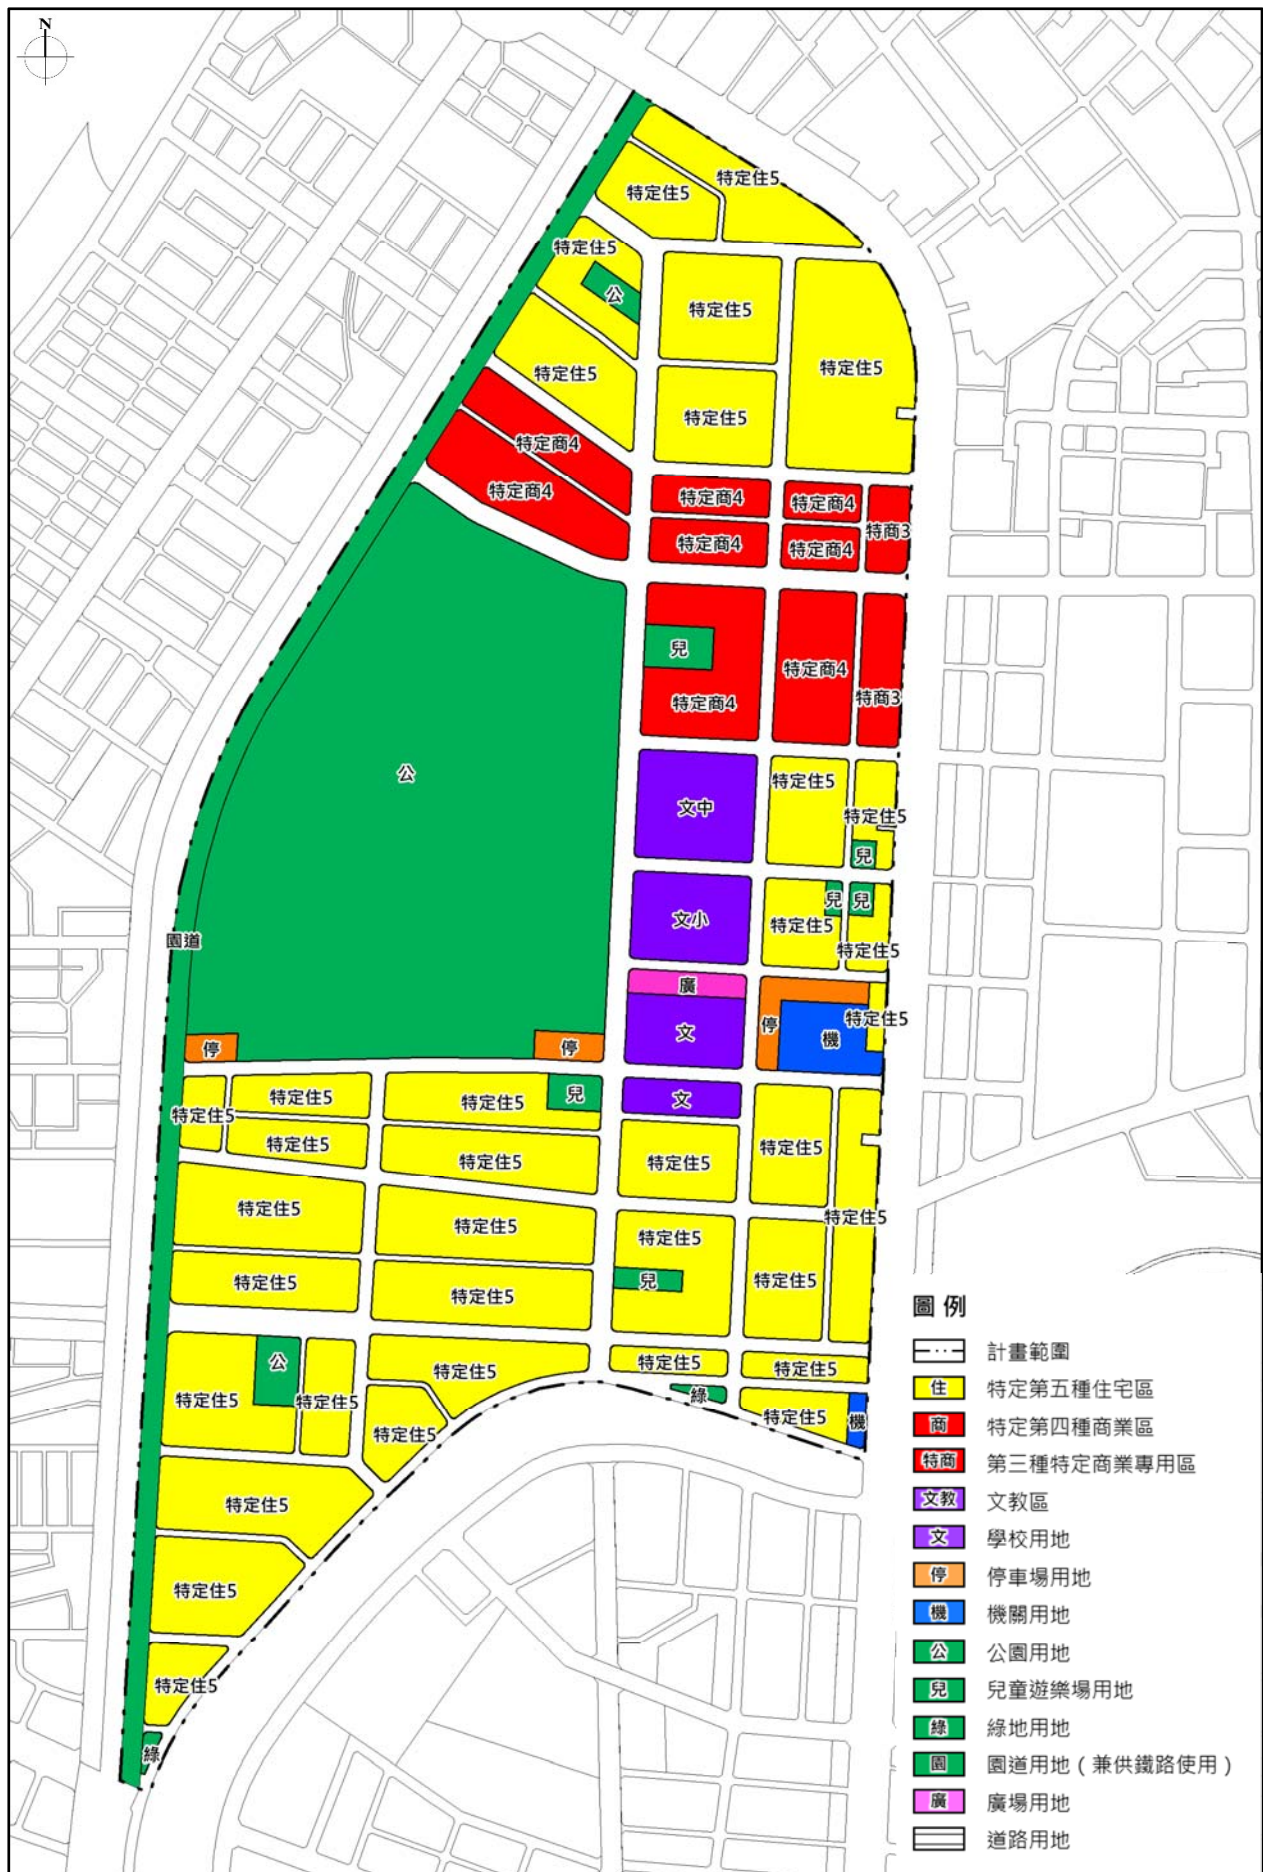 N
特定住5
特定住5
特定住5
公
特定住5
特定住5
特定住5
特定住5
特定商4
特定商4
特定商4
特定商4
特商3
特定商4
特定商4
兒
特定商4
特定商4
特商3
公
特定住5
文中
特定住5
兒
兒
兒
文小
特定住5
特定住5
園道
廣
停
特定住5
文
機
停
停
特定住5
特定住5
特定住5
兒
文
特定住5
特定住5
特定住5
特定住5
特定住5
特定住5
特定住5
特定住5
特定住5
特定住5
兒
特定住5
特定住5
公
特定住5
特定住5
特定住5
特定住5
特定住5
綠
特定住5
機
特定住5
特定住5
特定住5
特定住5
特定住5
綠
圖例
計畫範圍
住 特定第五種住宅區
商 特定第四種商業區
特商 第三種特定商業專用區
文教 文教區
文 學校用地
停 停車場用地
機 機關用地
公 公園用地
兒 兒童遊樂場用地
綠 綠地用地
園 園道用地(兼供鐵路使用)
廣 廣場用地
道路用地